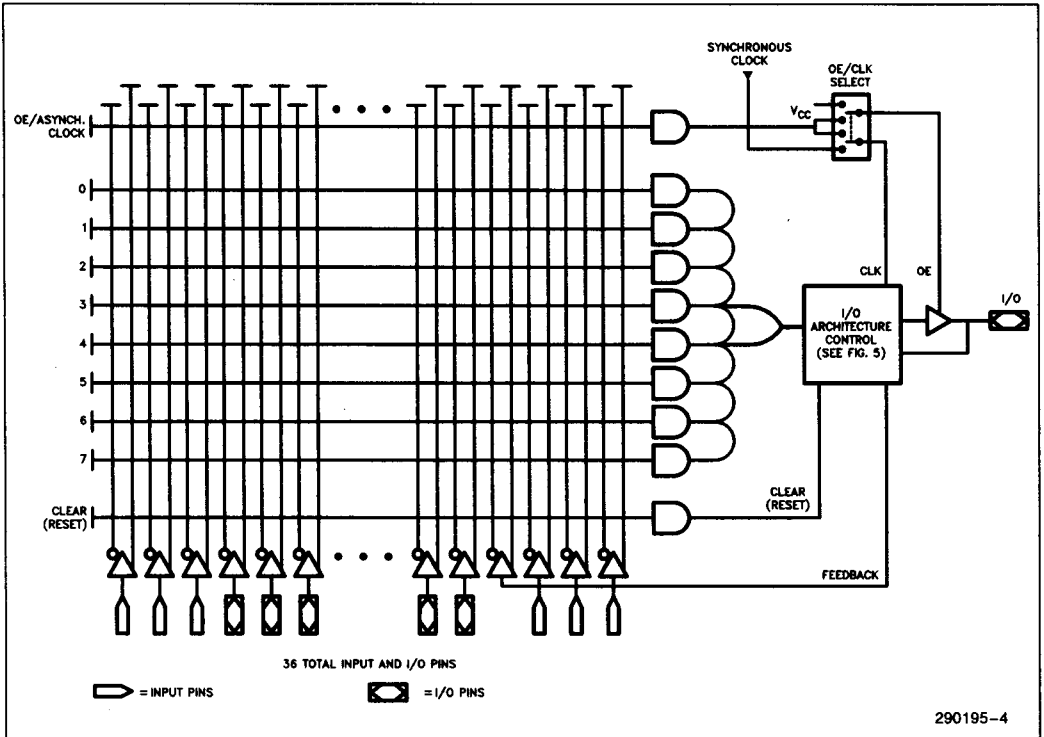 SYNCHRONOUS
CLOCK
OE/CLK
SELECT
OE/ASYNCH.
CLOCK
VCC
0
1
2
3
4
5
6
7
CLK
OE
I/O
I/O
ARCHITECTURE
CONTROL
(SEE FIG. 5)
CLEAR
(RESET)
CLEAR
(RESET)
FEEDBACK
36 TOTAL INPUT AND I/O PINS
= INPUT PINS
= I/O PINS
290195-4